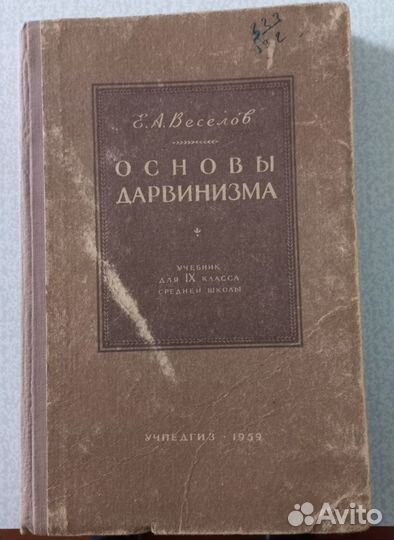 Е. А. Веселов
ОСНОВЫ
ДАРВИНИЗМА
УЧЕБНИК
ДЛЯ IX КЛАССА
СРЕДНЕЙ ШКОЛЫ
УЧПЕДГИЗ · 1959
Avito